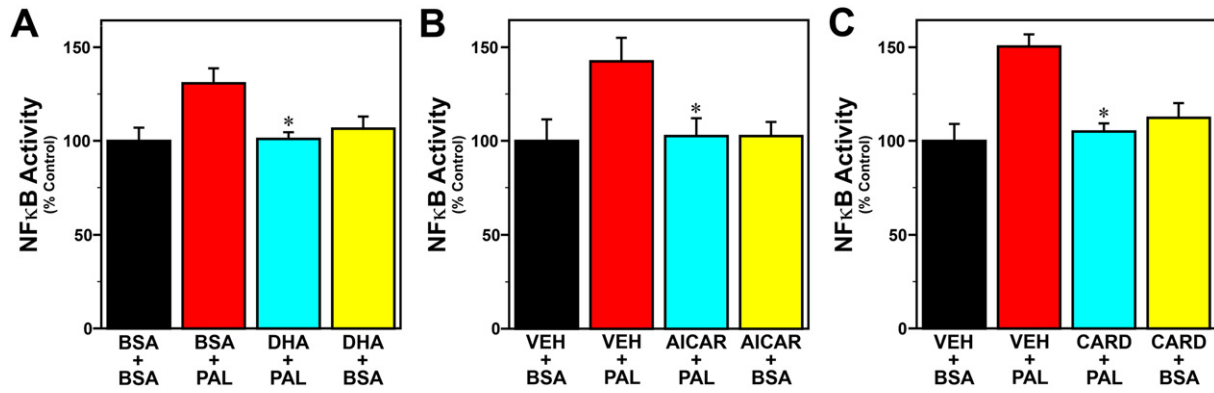 A
NFκB Activity
(% Control)
150
100
50
0
*
BSA
+
BSA
BSA
+
PAL
DHA
+
PAL
DHA
+
BSA
B
NFκB Activity
(% Control)
150
100
50
0
*
VEH
+
BSA
VEH
+
PAL
AICAR
+
PAL
AICAR
+
BSA
C
NFκB Activity
(% Control)
150
100
50
0
*
VEH
+
BSA
VEH
+
PAL
CARD
+
PAL
CARD
+
BSA